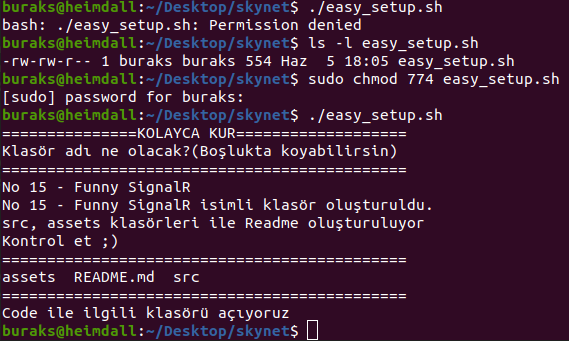 buraks@heimdall:~/Desktop/skynet$ ./easy_setup.sh
bash: ./easy_setup.sh: Permission denied
buraks@heimdall:~/Desktop/skynet$ ls -l easy_setup.sh
-rw-rw-r-- 1 buraks buraks 554 Haz  5 18:05 easy_setup.sh
buraks@heimdall:~/Desktop/skynet$ sudo chmod 774 easy_setup.sh
[sudo] password for buraks:
buraks@heimdall:~/Desktop/skynet$ ./easy_setup.sh
===============KOLAYCA KUR===================
Klasör adı ne olacak?(Boşlukta koyabilirsin)
=============================================
No 15 - Funny SignalR
No 15 - Funny SignalR isimli klasör oluşturuldu.
src, assets klasörleri ile Readme oluşturuluyor
Kontrol et ;)
=============================================
assets  README.md  src
=============================================
Code ile ilgili klasörü açıyoruz
buraks@heimdall:~/Desktop/skynet$